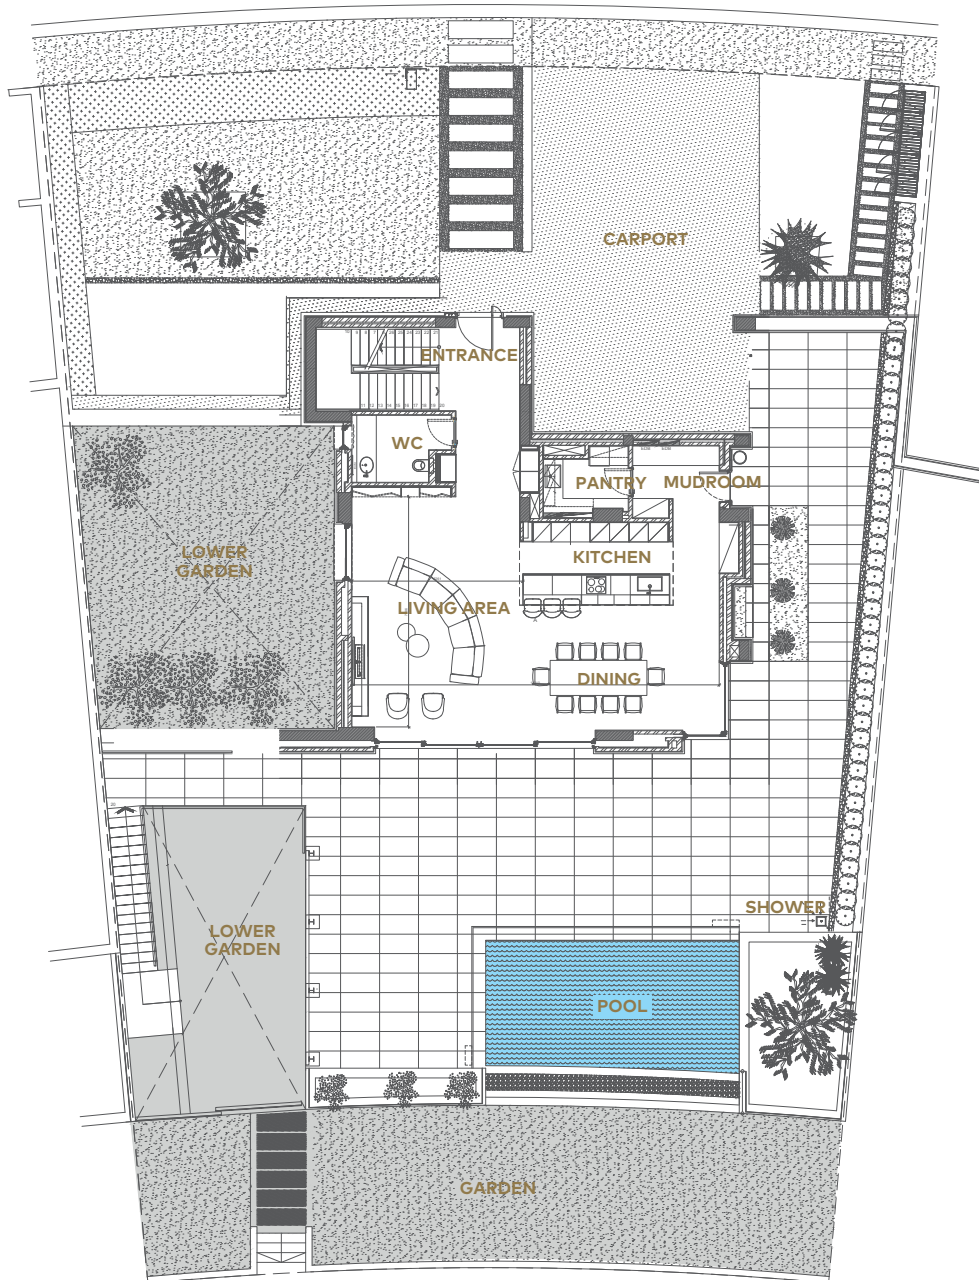 CARPORT
ENTRANCE
WC
PANTRY
MUDROOM
LOWER
GARDEN
KITCHEN
LIVING AREA
DINING
SHOWER
LOWER
GARDEN
POOL
GARDEN